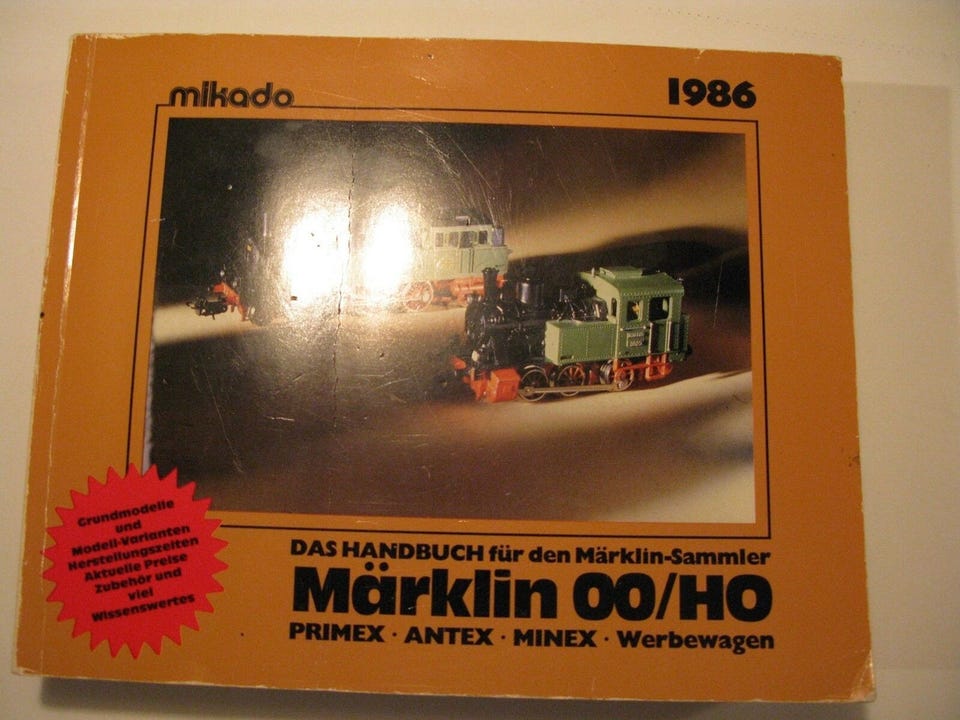 mikado
1986
Grundmodelle
und
Modell-Varianten
Herstellungszeiten
Aktuelle Preise
Zubehör und
viel
Wissenswertes
DAS HANDBUCH für den Märklin-Sammler
Märklin 00/HO
PRIMEX · ANTEX · MINEX · Werbewagen